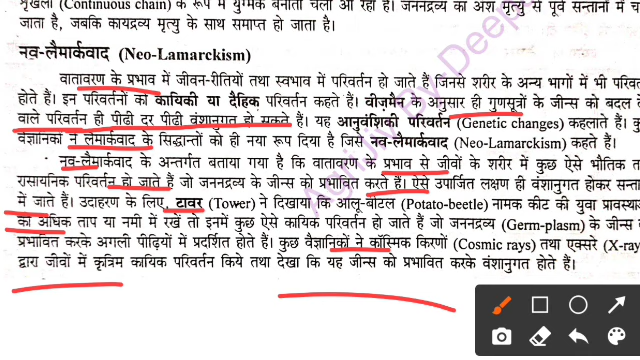 शृंखला (Continuous chain) के रूप में युग्मक बनाती चली आ रही है। जननद्रव्य का अंश मृत्यु से पूर्व सन्तानों में च
जाता है, जबकि कायद्रव्य मृत्यु के साथ समाप्त हो जाता है।
नव-लैमार्कवाद (Neo-Lamarckism)
वातावरण के प्रभाव में जीवन-रीतियों तथा स्वभाव में परिवर्तन हो जाते हैं जिनसे शरीर के अन्य भागों में भी परिवर्त
होते हैं। इन परिवर्तनों को कायिकी या दैहिक परिवर्तन कहते हैं। वीज़मेन के अनुसार ही गुणसूत्रों के जीन्स को बदल दे
वाले परिवर्तन ही पीढ़ी दर पीढ़ी वंशानुगत हो सकते हैं। यह आनुवंशिकी परिवर्तन (Genetic changes) कहलाते हैं। कु
वैज्ञानिकों न लैमार्कवाद के सिद्धान्तों को ही नया रूप दिया है जिसे नव-लैमार्कवाद (Neo-Lamarckism) कहते हैं।
नव-लैमार्कवाद के अन्तर्गत बताया गया है कि वातावरण के प्रभाव से जीवों के शरीर में कुछ ऐसे भौतिक त
रासायनिक परिवर्तन हो जाते हैं जो जननद्रव्य के जीन्स को प्रभावित करते हैं। ऐसे उपार्जित लक्षण ही वंशानुगत होकर सन्ता
में जाते हैं। उदाहरण के लिए, टावर (Tower) ने दिखाया कि आलू-बीटल (Potato-beetle) नामक कीट की युवा प्रावस्था
को अधिक ताप या नमी में रखें तो इनमें कुछ ऐसे कायिक परिवर्तन हो जाते हैं जो जननद्रव्य (Germ-plasm) के जीन्स क
प्रभावित करके अगली पीढ़ियों में प्रदर्शित होते हैं। कुछ वैज्ञानिकों ने कॉस्मिक किरणों (Cosmic rays) तथा एक्सरे (X-ray
द्वारा जीवों में कृत्रिम कायिक परिवर्तन किये तथा देखा कि यह जीन्स को प्रभावित करके वंशानुगत होते हैं।